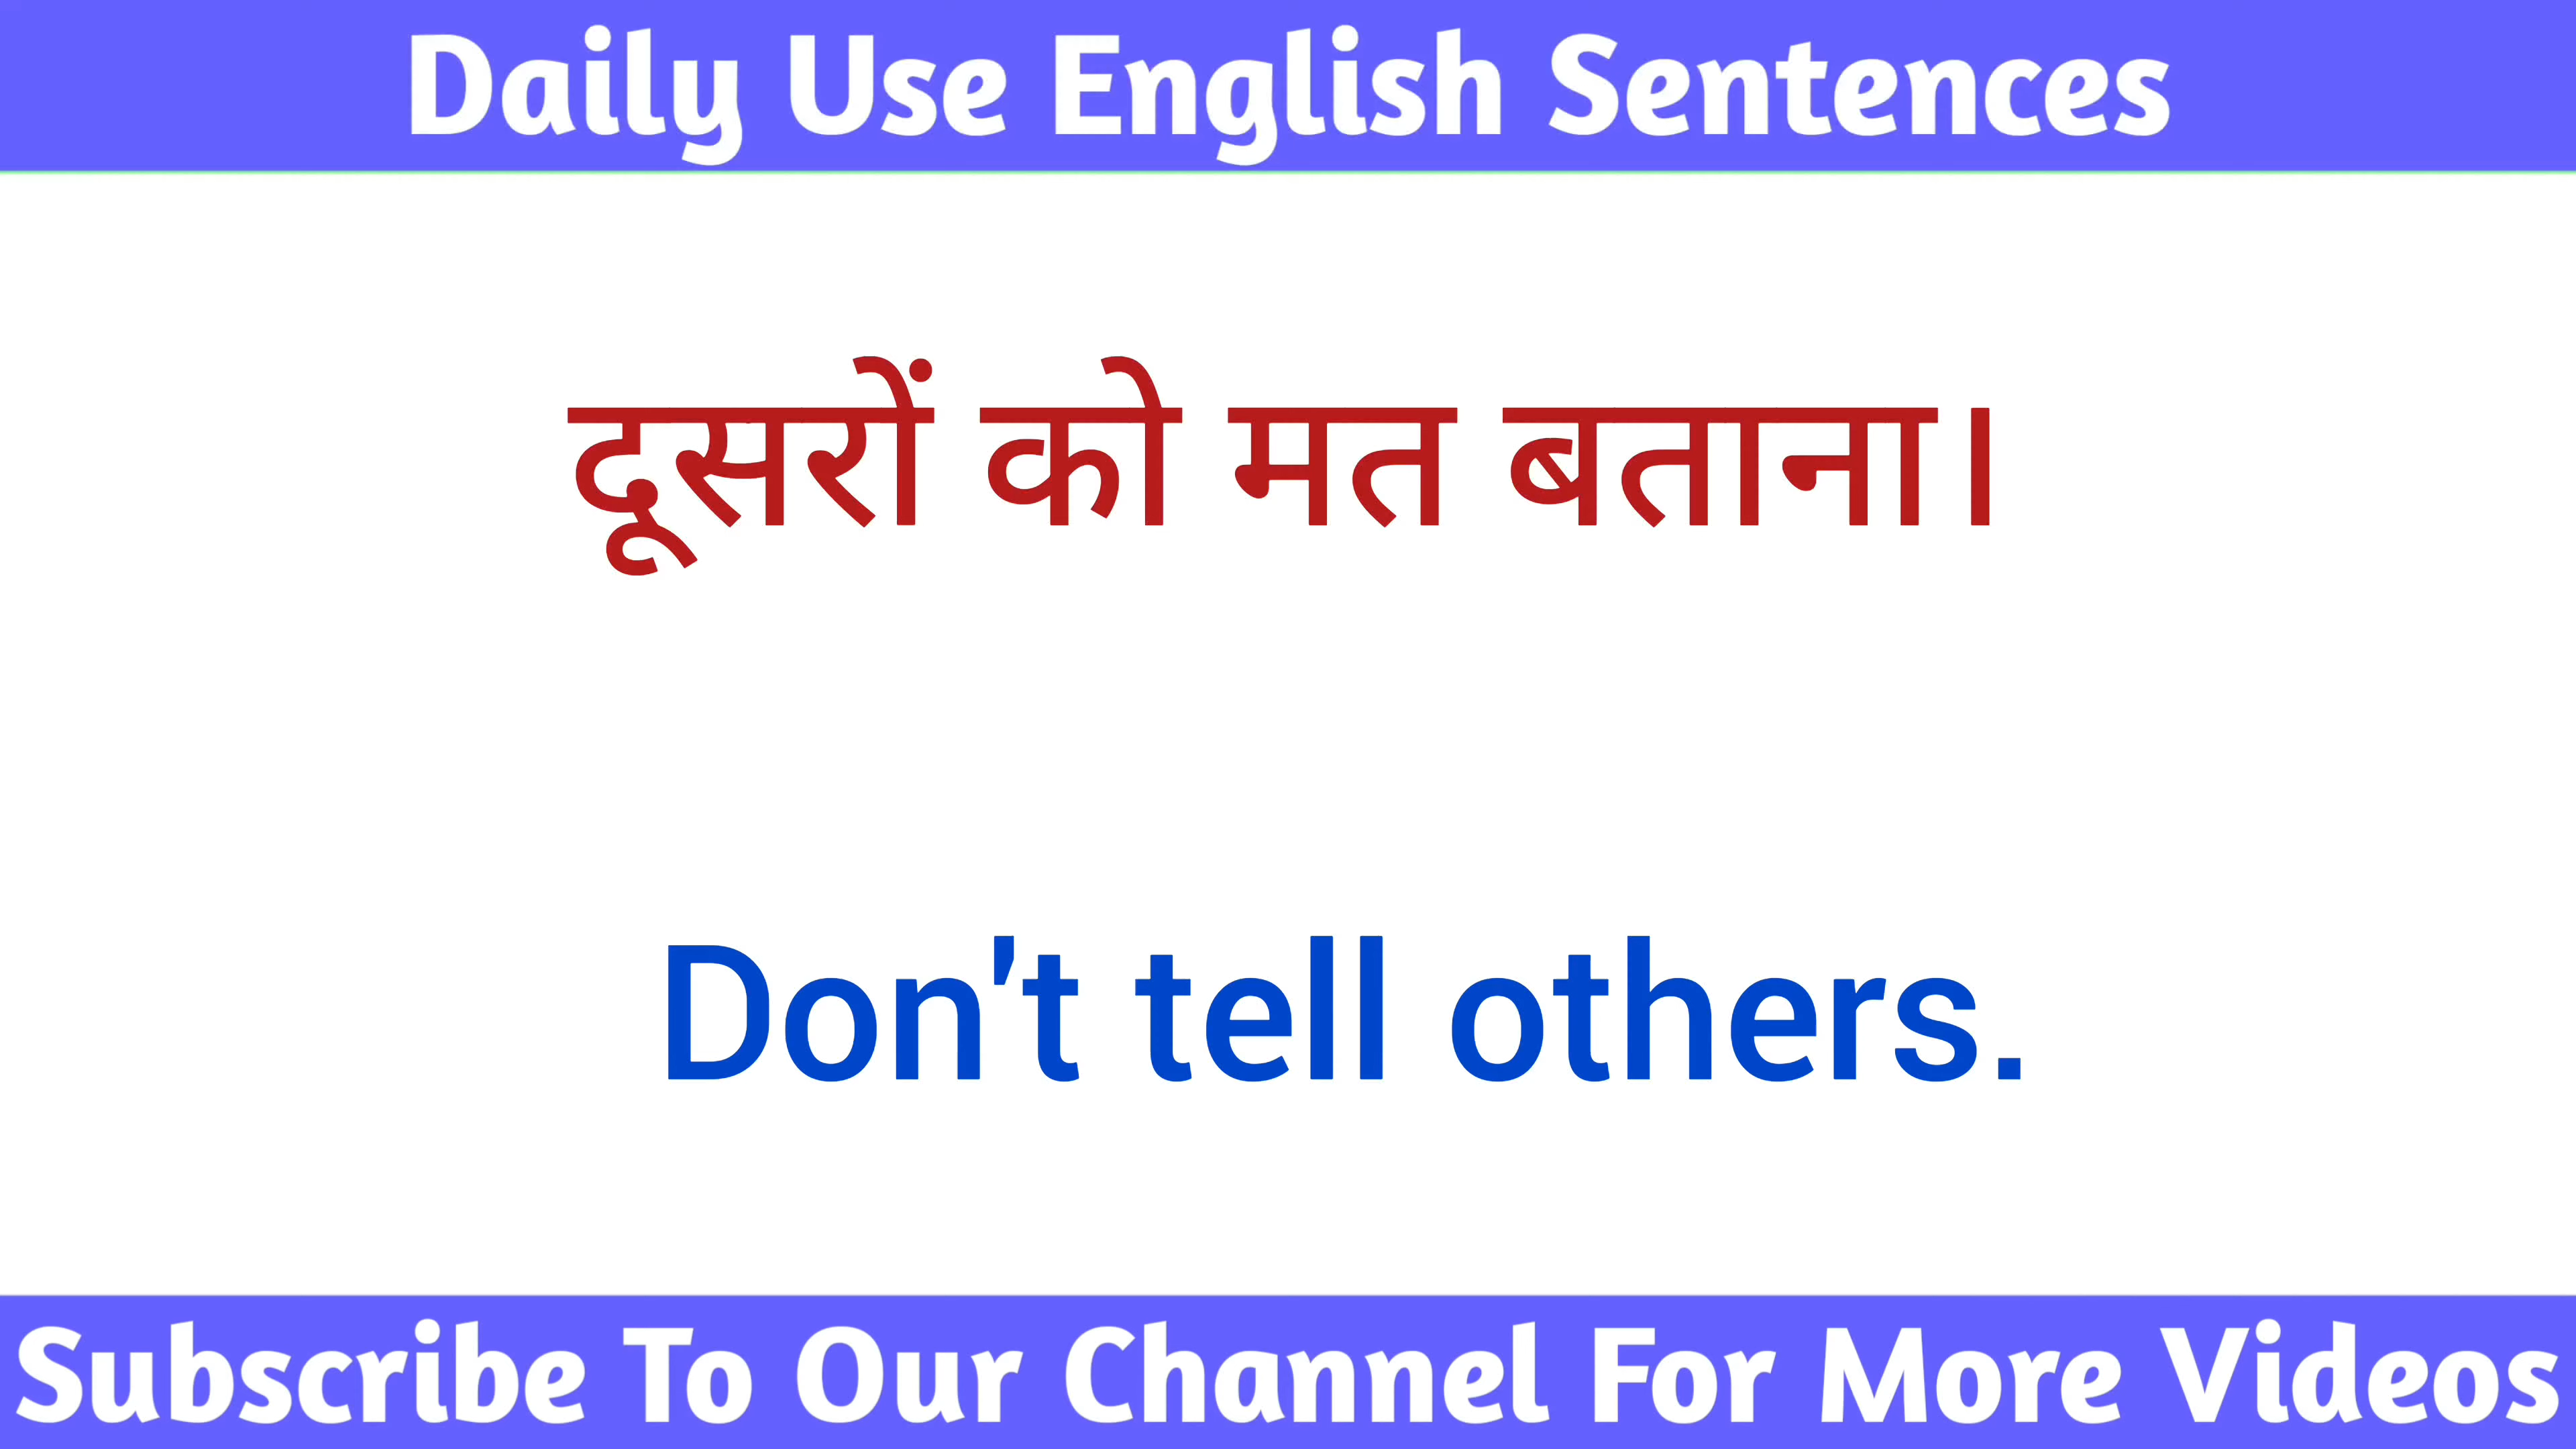 Daily Use English Sentences
दूसरों को मत बताना।
Don't tell others.
Subscribe To Our Channel For More Videos